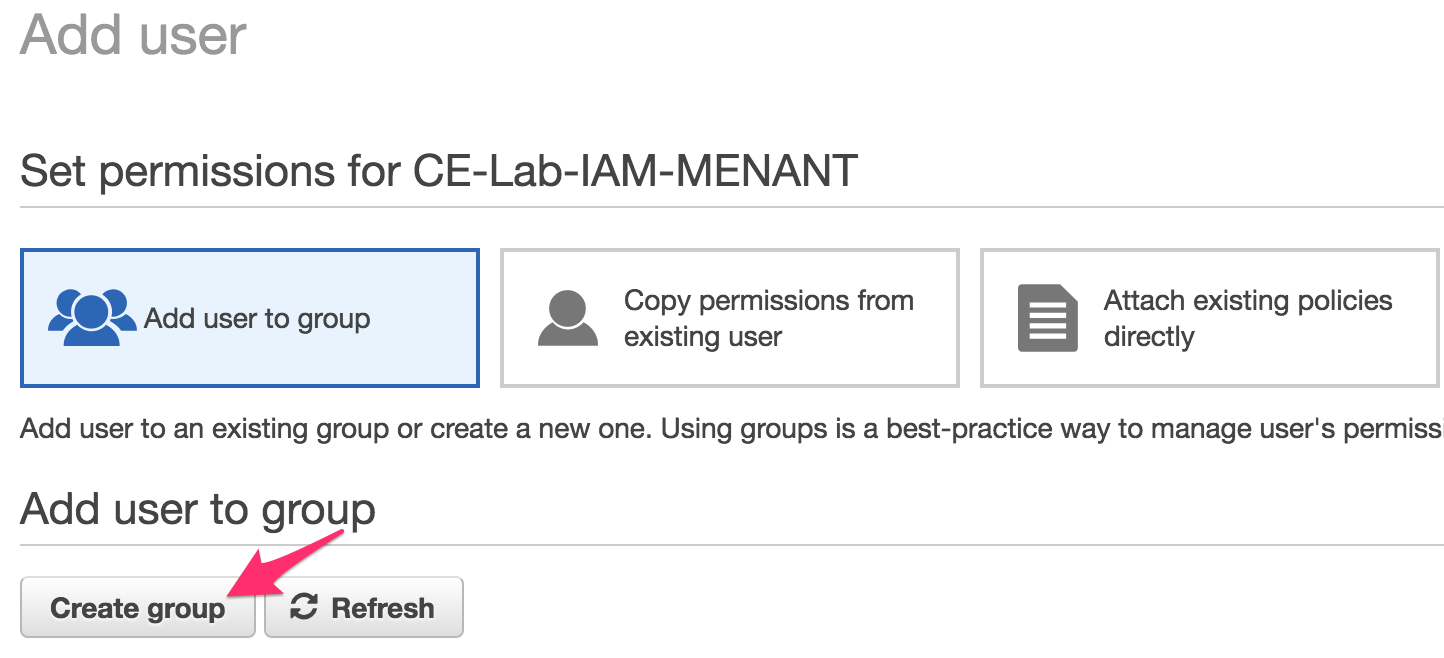 Add user
Set permissions for CE-Lab-IAM-MENANT
Add user to group
Copy permissions from
existing user
Attach existing policies
directly
Add user to an existing group or create a new one. Using groups is a best-practice way to manage user's permissi
Add user to group
Create group
Refresh